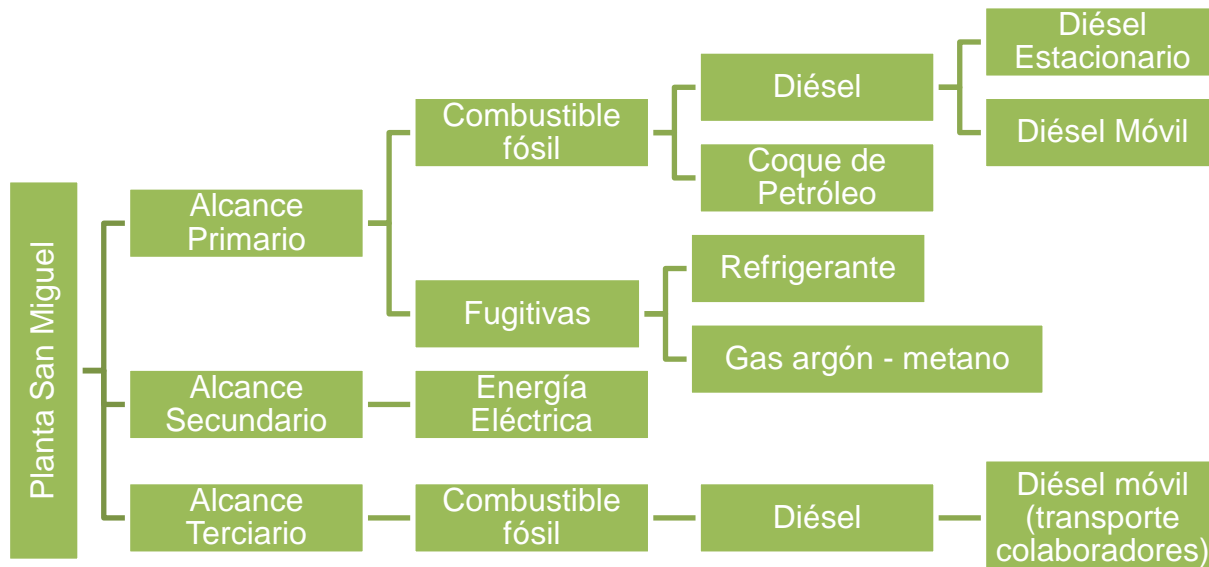 Planta San Miguel
Alcance
Primario
Combustible
fósil
Diésel
Diésel
Estacionario
Diésel Móvil
Coque de
Petróleo
Fugitivas
Refrigerante
Gas argón - metano
Alcance
Secundario
Energía
Eléctrica
Alcance
Terciario
Combustible
fósil
Diésel
Diésel móvil
(transporte
colaboradores)